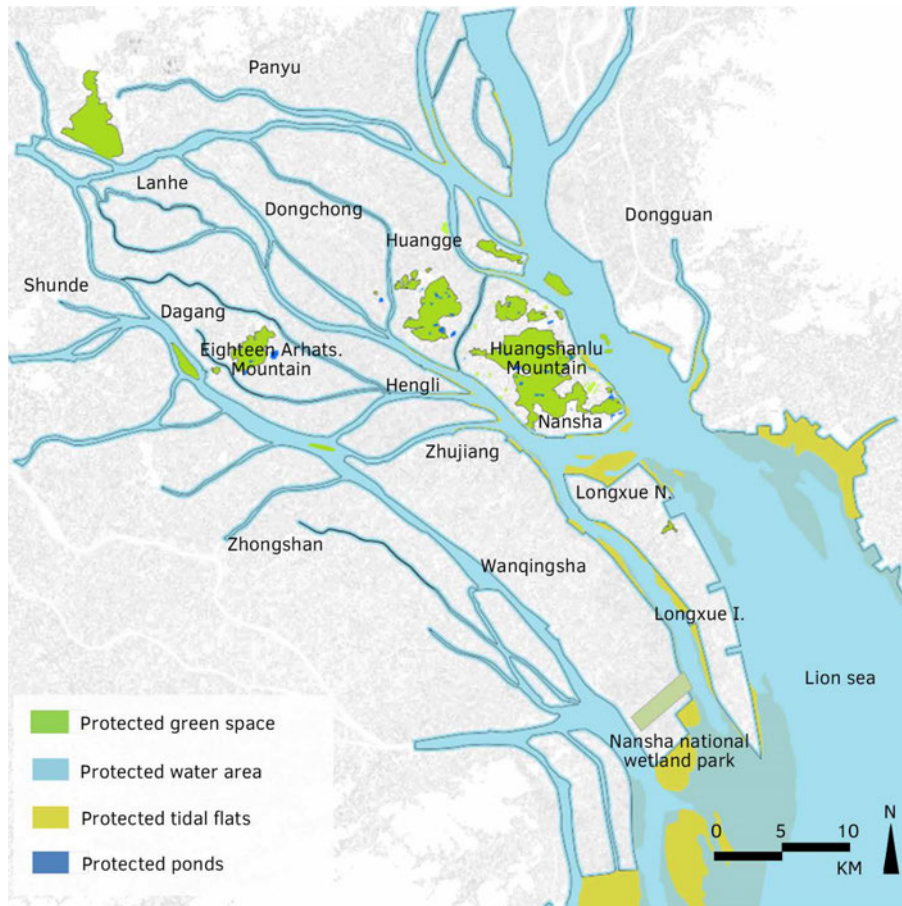 Panyu
Lanhe
Dongchong
Dongguan
Huangge
Shunde
Dagang
Eighteen Arhats.
Mountain
Huangshanlu
Mountain
Hengli
Nansha
Zhujiang
Longxue N.
Zhongshan
Wanqingsha
Longxue I.
Lion sea
Protected green space
Nansha national
wetland park
Protected water area
Protected tidal flats
Protected ponds
0 5 10
KM
N